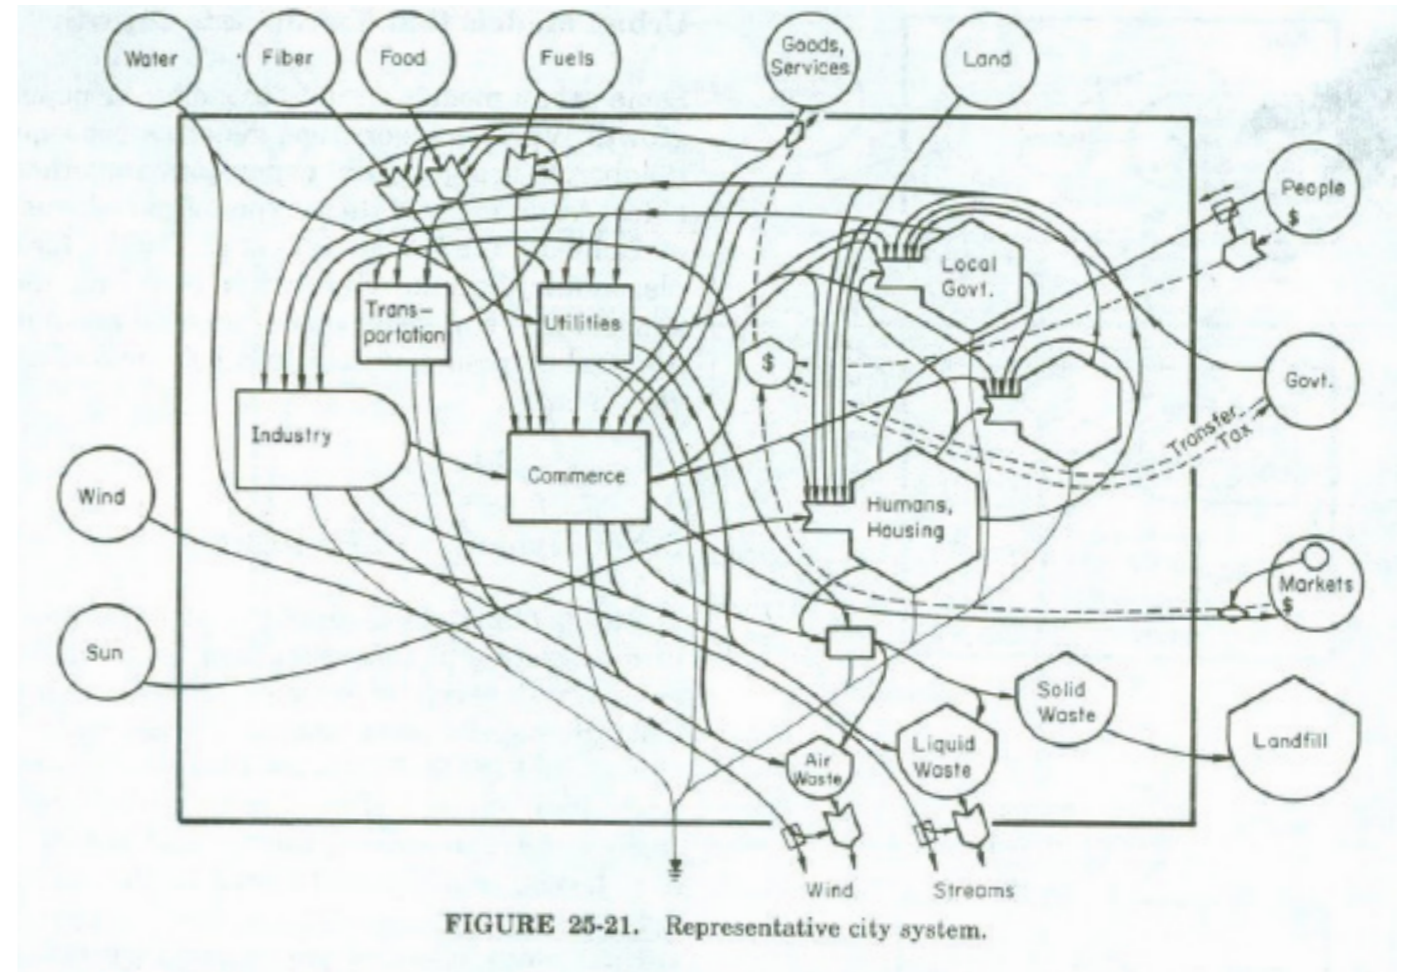 Water
Fiber
Food
Fuels
Goods,
Services
Land
People
$
Local
Govt.
Trans-
portation
Utilities
$
Govt.
Transfer
Tax
Industry
Commerce
Wind
Humans,
Housing
Markets
$
Sun
Solid
Waste
Liquid
Waste
Air
Waste
Landfill
Wind
Streams
FIGURE 25-21. Representative city system.